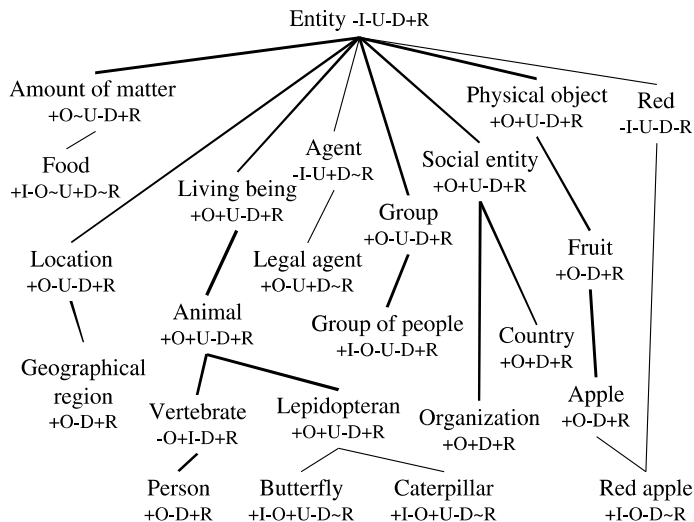 Entity -I-U-D+R
Amount of matter
+O~U-D+R
Physical object
+O+U-D+R
Red
-I-U-D-R
Food
+I-O~U+D~R
Agent
-I-U+D~R
Social entity
+O+U-D+R
Living being
+O+U-D+R
Group
+O-U-D+R
Location
+O-U-D+R
Legal agent
+O-U+D~R
Fruit
+O-D+R
Animal
+O+U-D+R
Group of people
+I-O-U-D+R
Country
+O+D+R
Geographical
region
+O-D+R
Vertebrate
-O+I-D+R
Lepidopteran
+O+U-D+R
Organization
+O+D+R
Apple
+O-D+R
Person
+O-D+R
Butterfly
+I-O+U-D~R
Caterpillar
+I-O+U-D~R
Red apple
+I-O-D~R